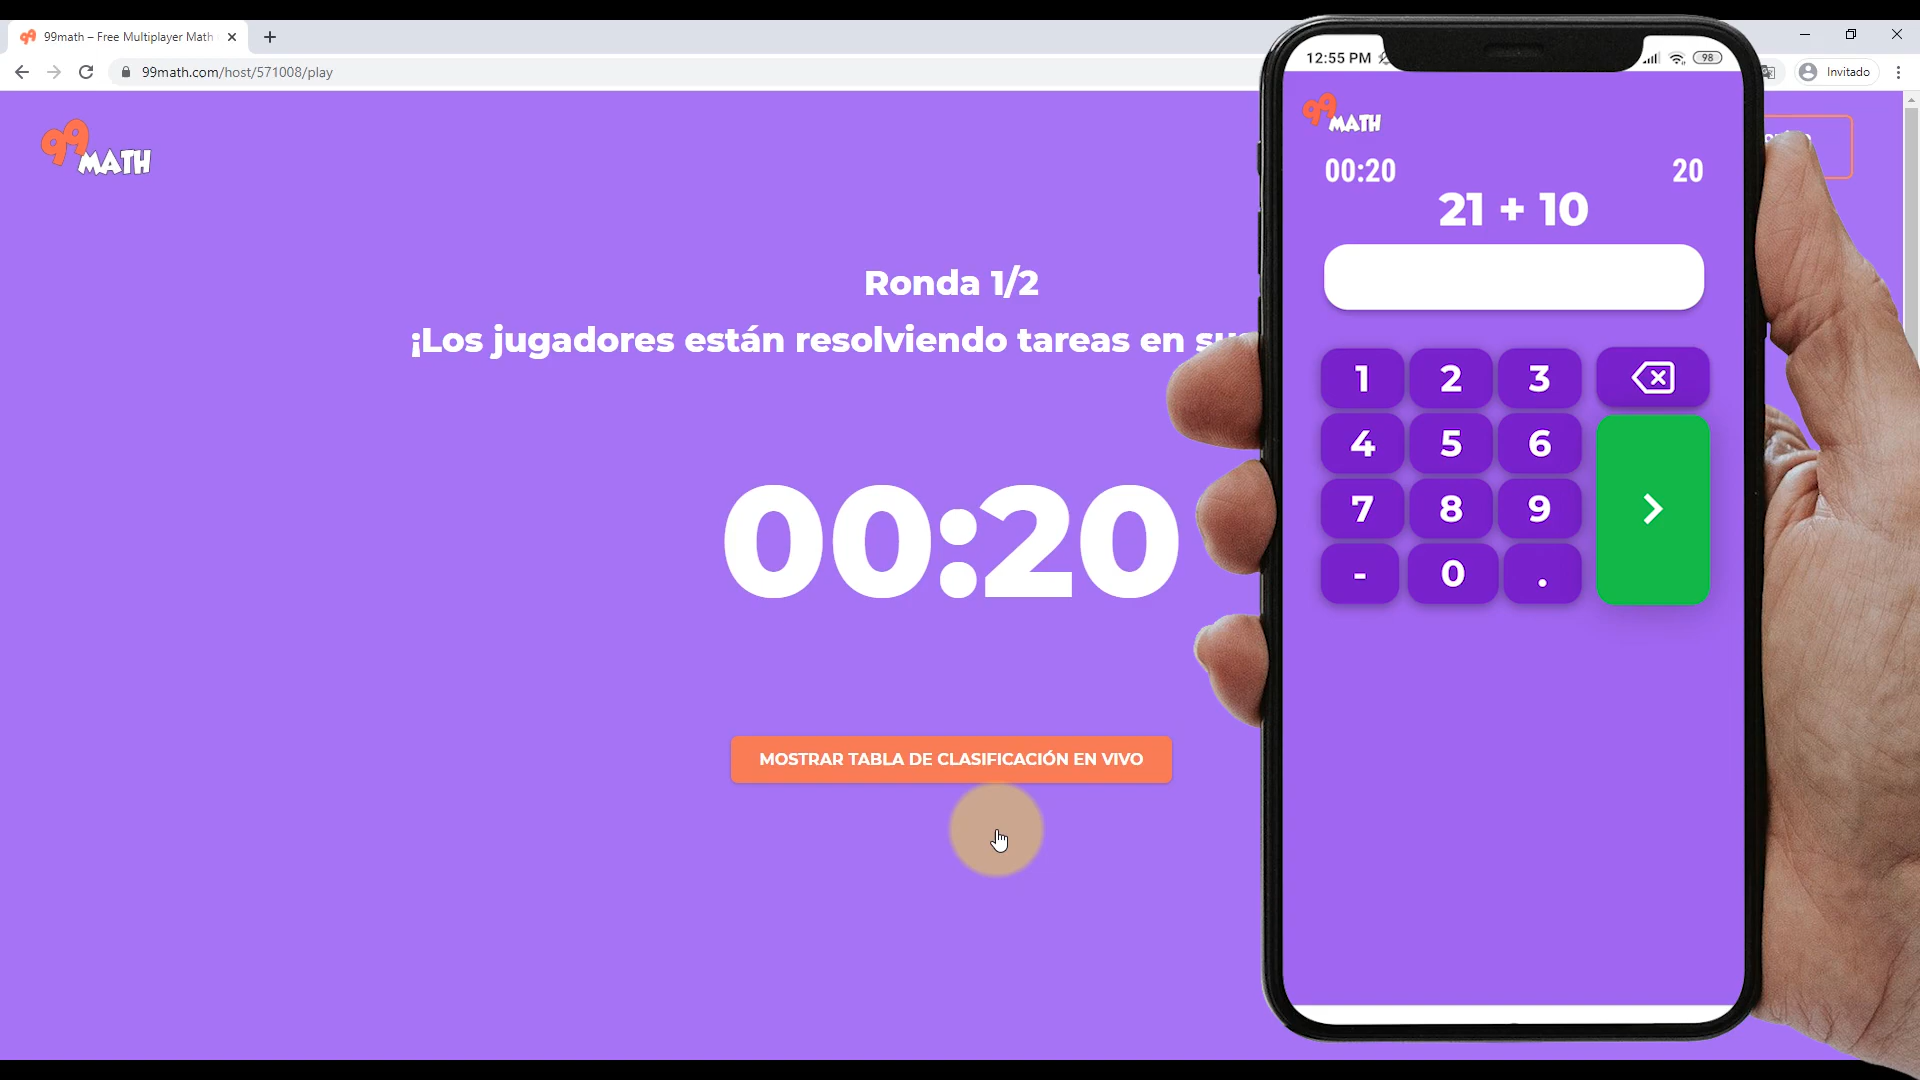 99math – Free Multiplayer Math
99math.com/host/571008/play
Invitado
99 MATH
Ronda 1/2
¡Los jugadores están resolviendo tareas en
00:20
MOSTRAR TABLA DE CLASIFICACIÓN EN VIVO
12:55 PM
98
99 MATH
00:20 20
21 + 10
1 2 3
4 5 6
7 8 9
- 0 .